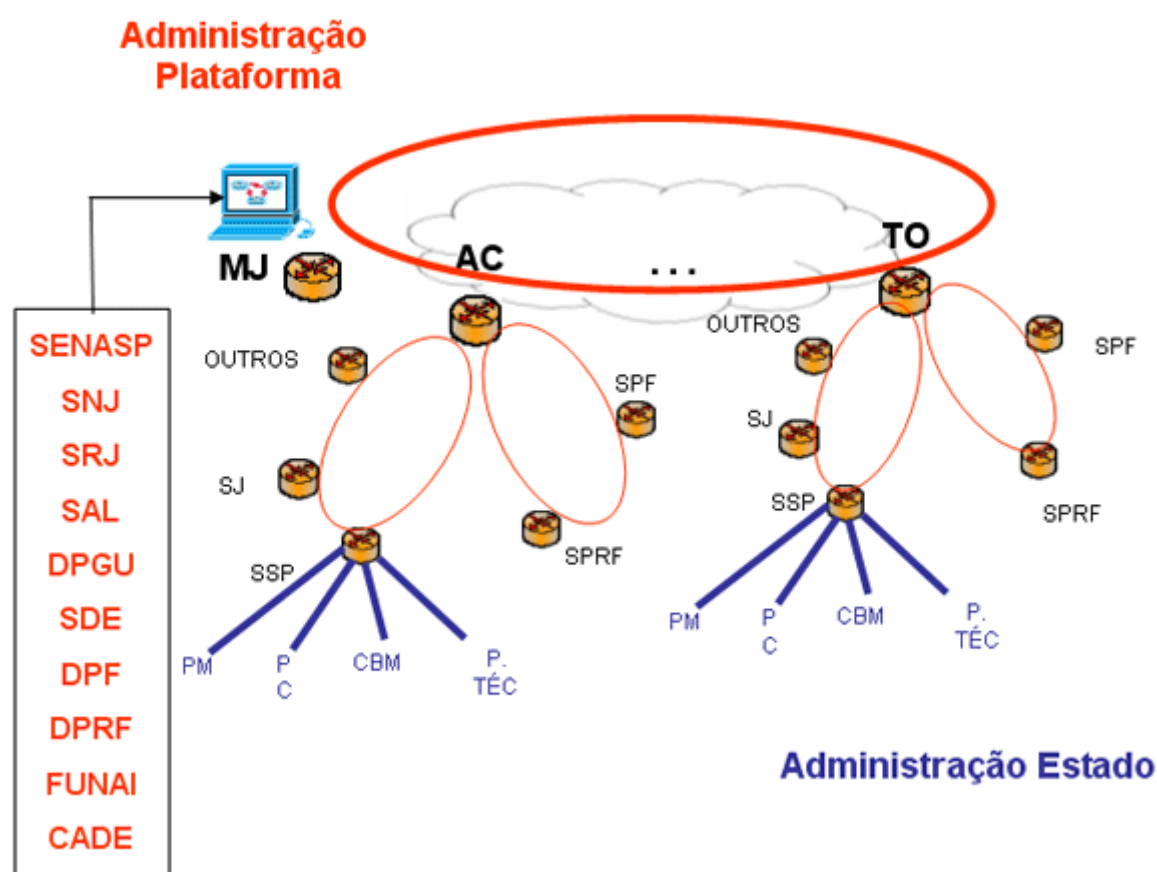 Administração
Plataforma
MJ
AC
...
TO
SENASP
SNJ
SRJ
SAL
DPGU
SDE
DPF
DPRF
FUNAI
CADE
OUTROS
SJ
SSP
SPF
SPRF
PM
P
C
CBM
P.
TÉC
OUTROS
SJ
SSP
SPF
SPRF
PM
P
C
CBM
P.
TÉC
Administração Estado